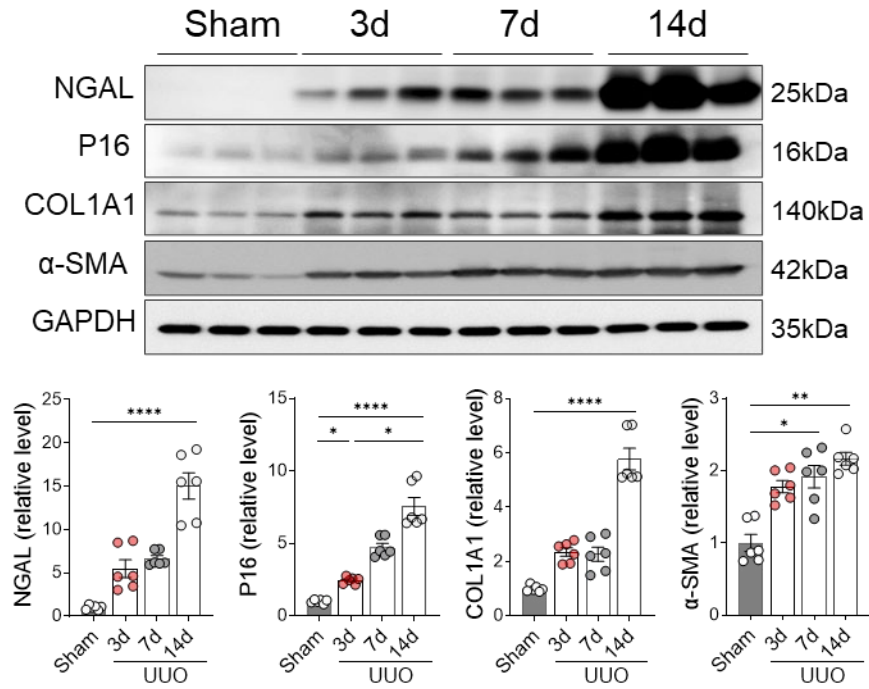 Sham 3d 7d 14d
NGAL 25kDa
P16 16kDa
COL1A1 140kDa
α-SMA 42kDa
GAPDH 35kDa
NGAL (relative level)
25
20
15
10
5
0
****
Sham 3d 7d 14d
UUO
P16 (relative level)
15
10
5
0
****
* *
Sham 3d 7d 14d
UUO
COL1A1 (relative level)
8
6
4
2
0
****
Sham 3d 7d 14d
UUO
α-SMA (relative level)
3
2
1
0
**
*
Sham 3d 7d 14d
UUO